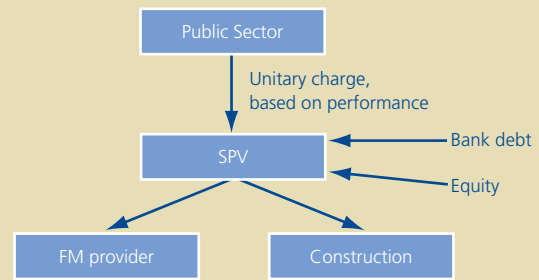 Public Sector
Unitary charge,
based on performance
Bank debt
SPV
Equity
FM provider
Construction